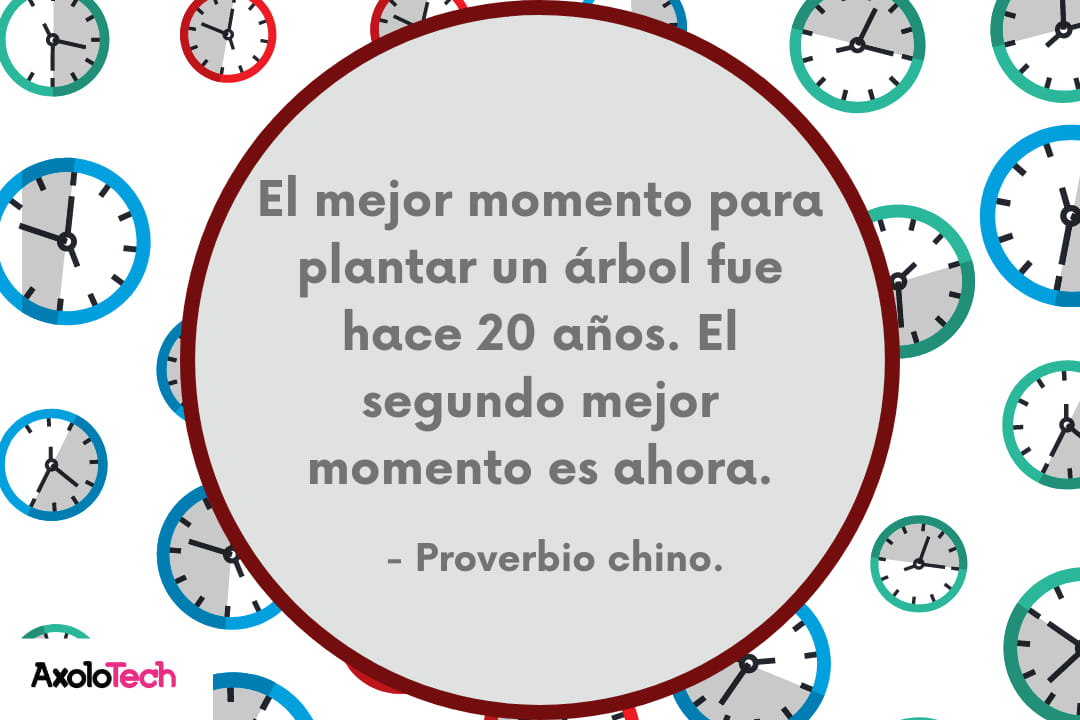 El mejor momento para
plantar un árbol fue
hace 20 años. El
segundo mejor
momento es ahora.
- Proverbio chino.
AxoloTech